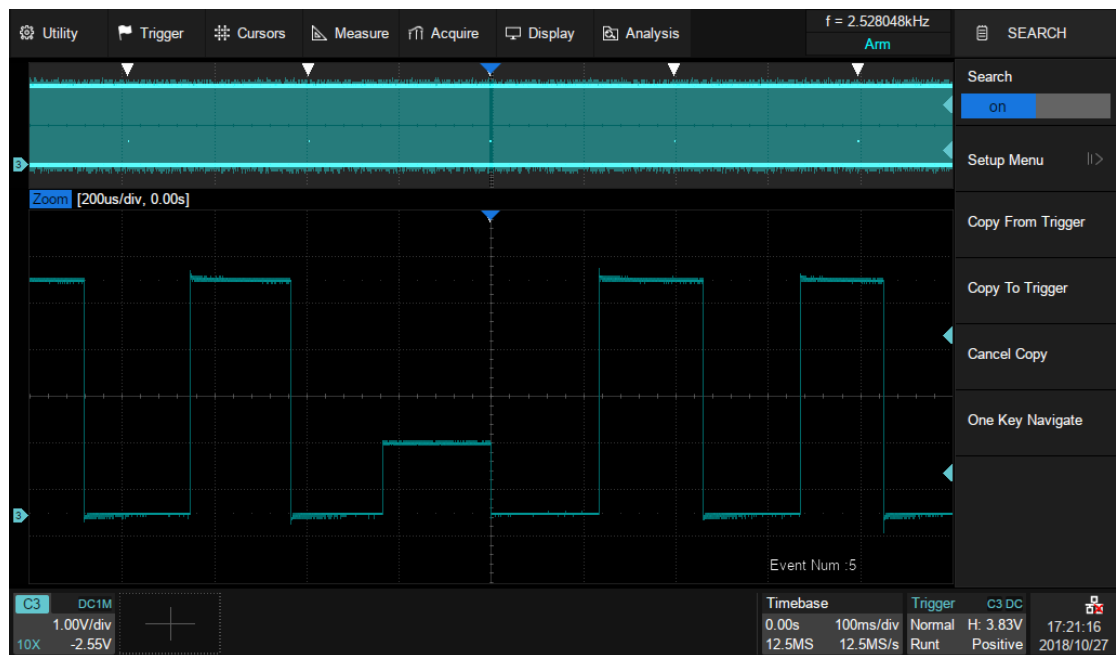 Utility Trigger Cursors Measure Acquire Display Analysis f = 2.528048kHz SEARCH
Arm
Search
on
3
Setup Menu
Zoom [200us/div, 0.00s]
Copy From Trigger
Copy To Trigger
Cancel Copy
One Key Navigate
3
Event Num :5
C3 DC1M Timebase Trigger C3 DC
1.00V/div 0.00s 100ms/div Normal H: 3.83V 17:21:16
10X -2.55V 12.5MS 12.5MS/s Runt Positive 2018/10/27